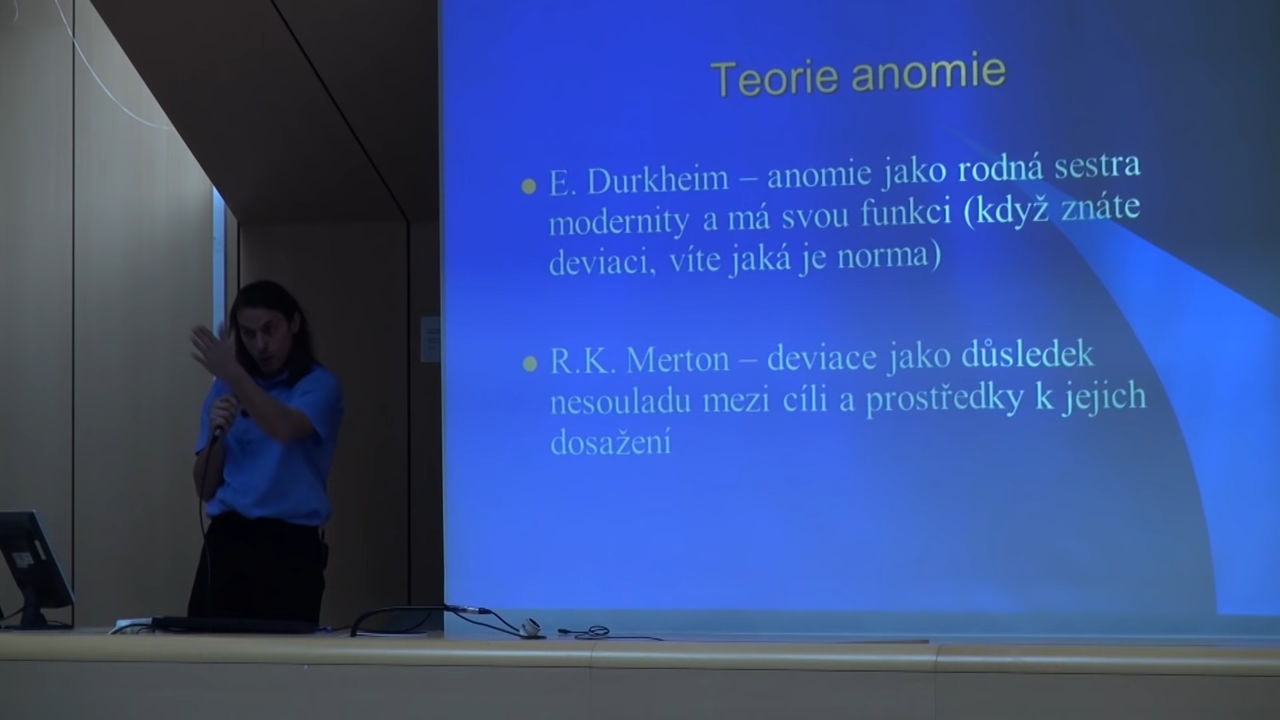 Teorie anomie
E. Durkheim – anomie jako rodná sestra
modernity a má svou funkci (když znáte
deviaci, víte jaká je norma)
R.K. Merton – deviace jako důsledek
nesouladu mezi cíli a prostředky k jejich
dosažení